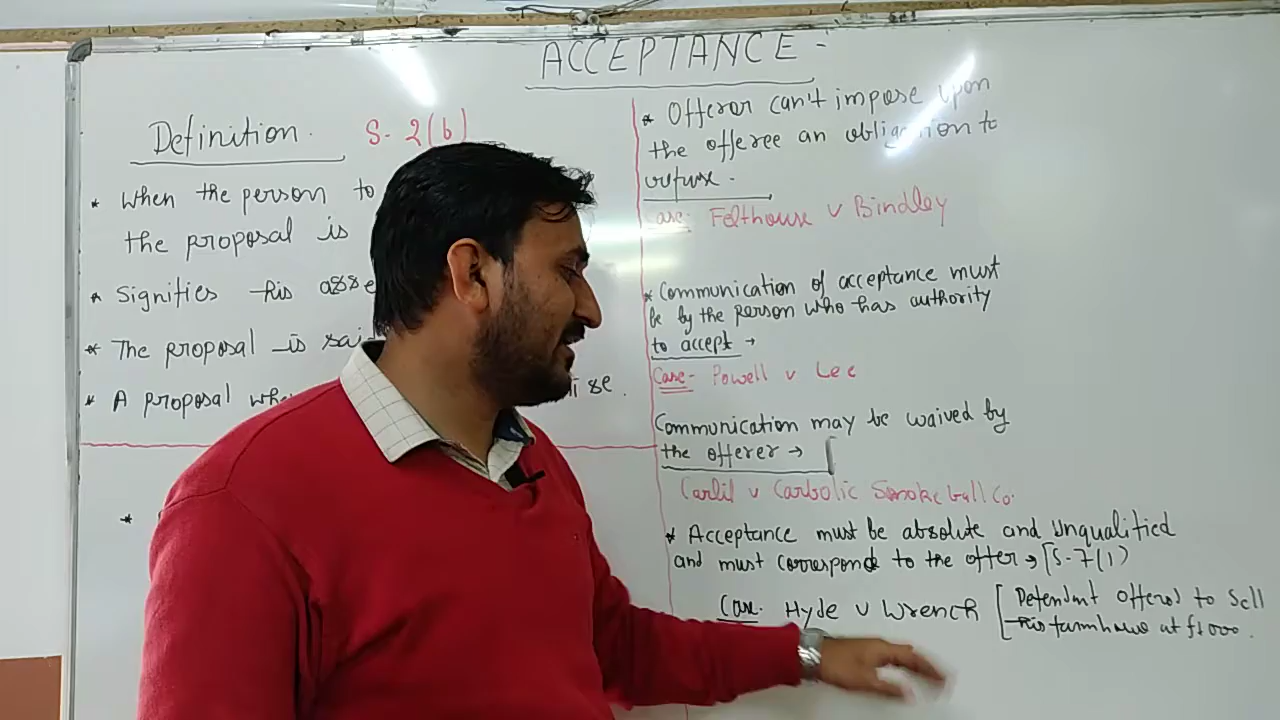 ACCEPTANCE -
Definition. S. 2(b)
* When the person to
the proposal is
* Signifies his asse
* The proposal is said
* A proposal whe ise.
*
* Offeror can't impose upon
the offeree an obligation to
refuse.
Case: Felthouse v Bindley
* Communication of acceptance must
be by the person who has authority
to accept →
Case- Powell v Lee
Communication may be waived by
the offerer → [
Carlil v Carbolic Smoke ball Co.
* Acceptance must be absolute and unqualified
and must correspond to the offer → [S-7(1)
Case. Hyde v Wrench [Defendant offered to Sell
his farmhouse at £1000.